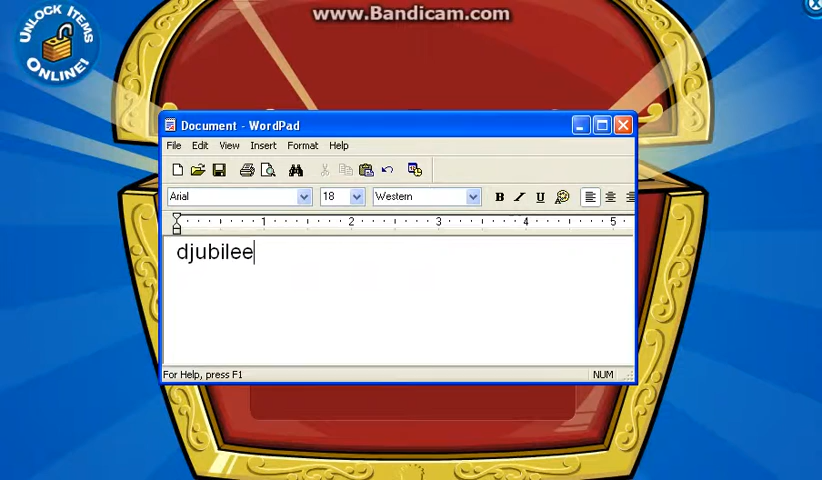 www.Bandicam.com
UNLOCK ITEMS
ONLINE!
Document - WordPad
File Edit View Insert Format Help
Arial 18 Western B I U
1 2 3 4 5
djubilee
For Help, press F1 NUM